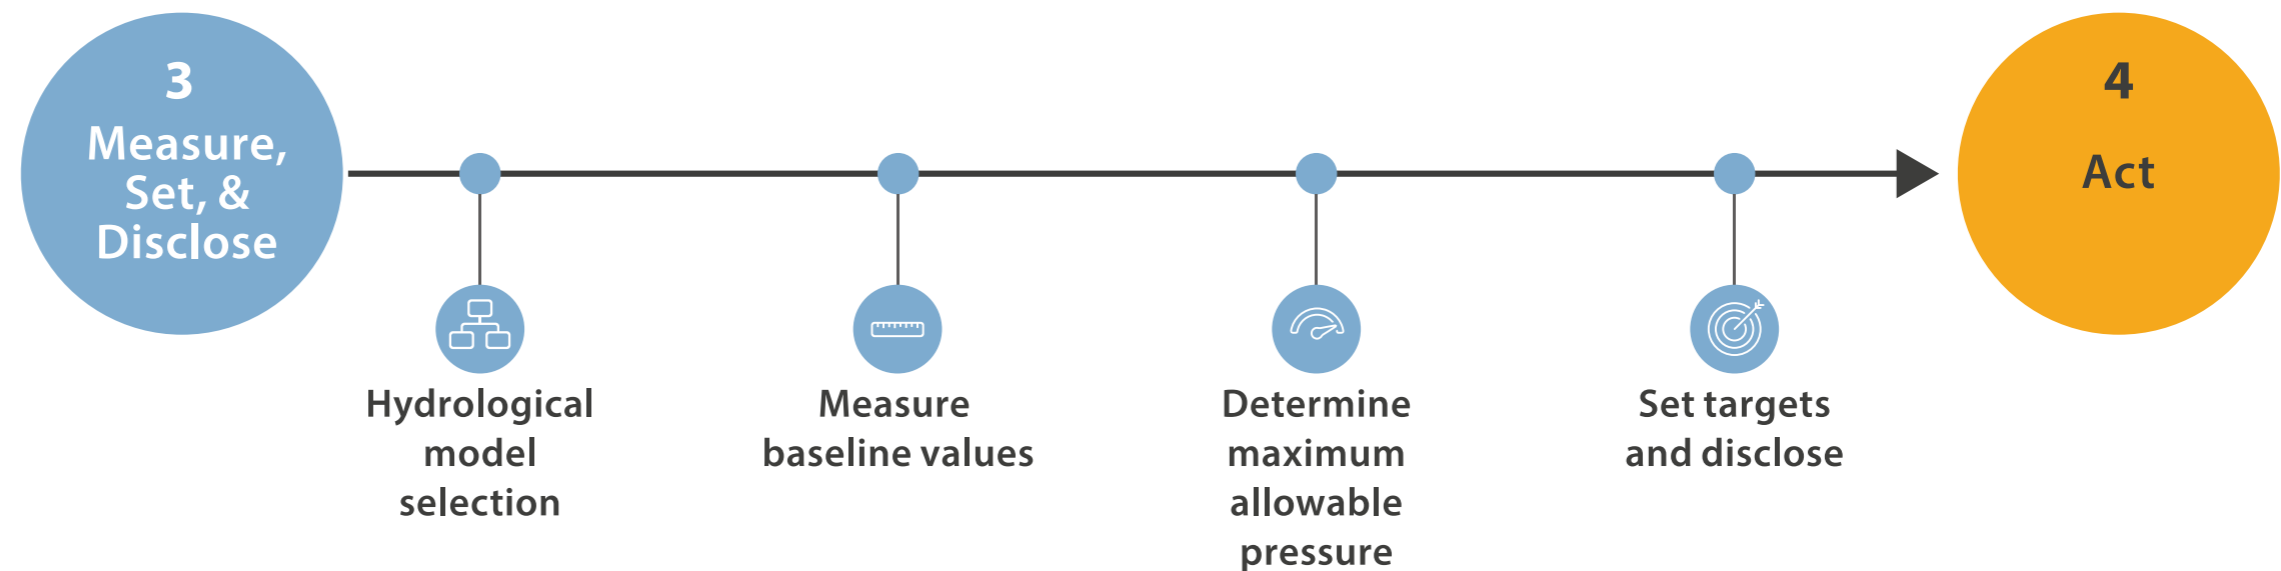 3
Measure,
Set, &
Disclose
Hydrological
model
selection
Measure
baseline values
Determine
maximum
allowable
pressure
Set targets
and disclose
4
Act